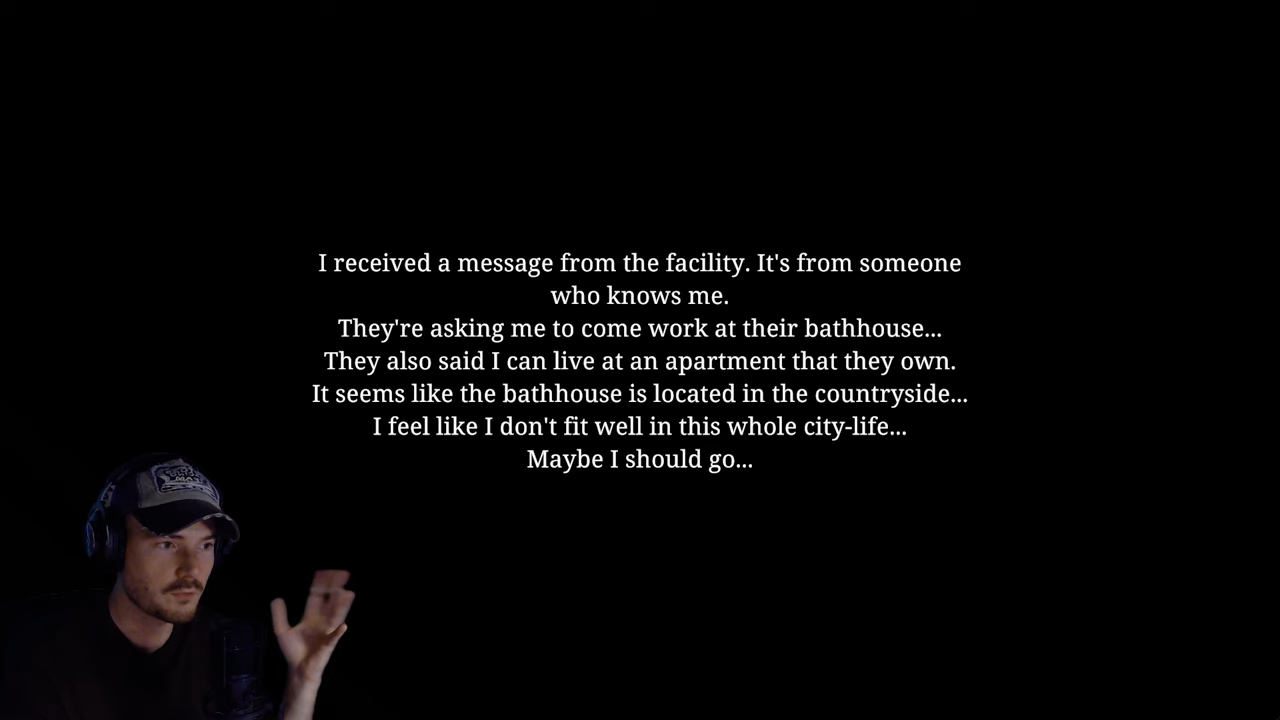 I received a message from the facility. It's from someone
who knows me.
They're asking me to come work at their bathhouse...
They also said I can live at an apartment that they own.
It seems like the bathhouse is located in the countryside...
I feel like I don't fit well in this whole city-life...
Maybe I should go...